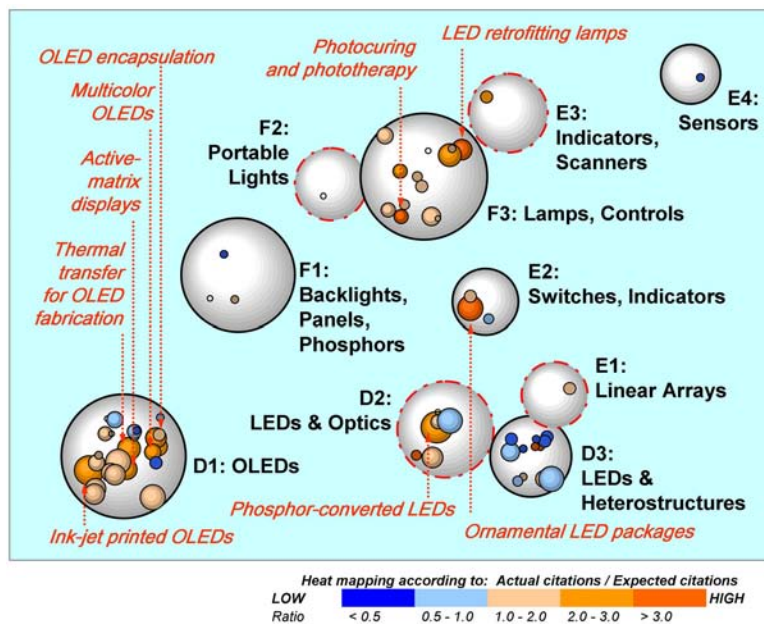 OLED encapsulation
Multicolor
OLEDs
Active-
matrix
displays
Thermal
transfer
for OLED
fabrication
Photocuring
and phototherapy
LED retrofitting lamps
F2:
Portable
Lights
E3:
Indicators,
Scanners
E4:
Sensors
F3: Lamps, Controls
F1:
Backlights,
Panels,
Phosphors
E2:
Switches, Indicators
E1:
Linear Arrays
D2:
LEDs & Optics
D1: OLEDs
D3:
LEDs &
Heterostructures
Phosphor-converted LEDs
Ink-jet printed OLEDs
Ornamental LED packages
Heat mapping according to: Actual citations / Expected citations
LOW HIGH
Ratio < 0.5 0.5 - 1.0 1.0 - 2.0 2.0 - 3.0 > 3.0